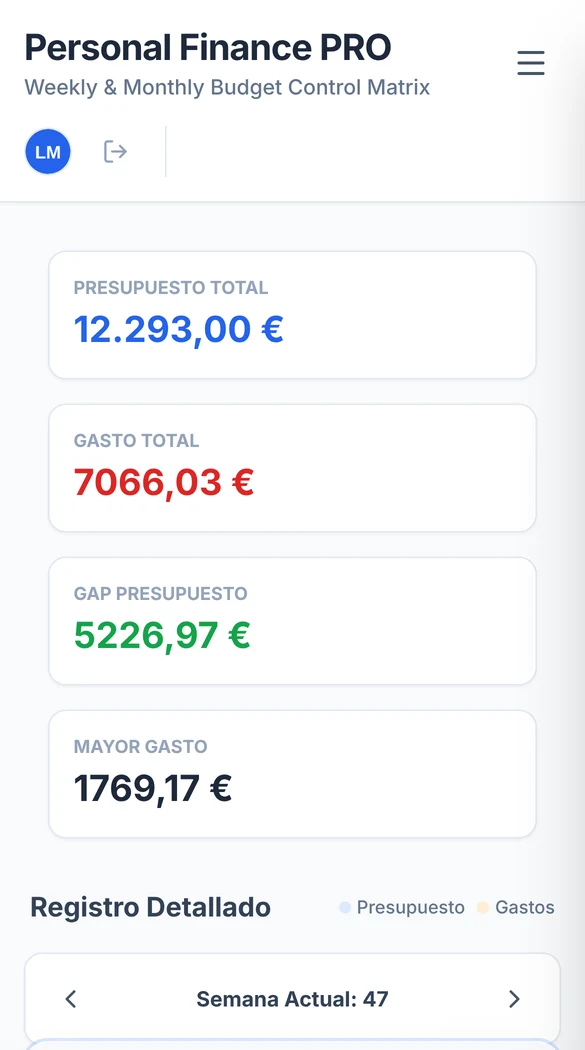 Personal Finance PRO
Weekly & Monthly Budget Control Matrix
LM
PRESUPUESTO TOTAL
12.293,00 €
GASTO TOTAL
7066,03 €
GAP PRESUPUESTO
5226,97 €
MAYOR GASTO
1769,17 €
Registro Detallado
Presupuesto
Gastos
Semana Actual: 47